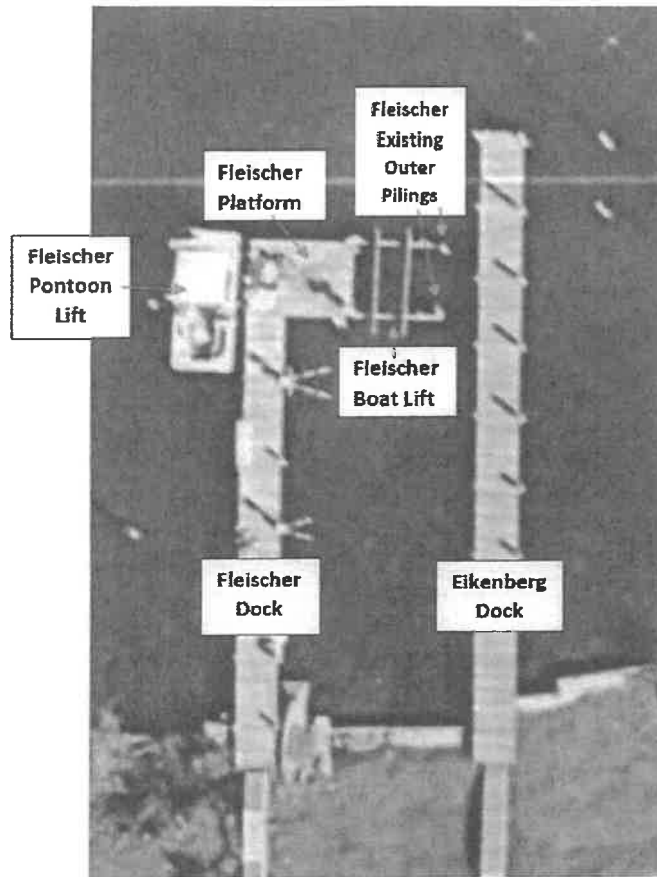 Fleischer
Existing
Outer
Pilings
Fleischer
Platform
Fleischer
Pontoon
Lift
Fleischer
Boat Lift
Fleischer
Dock
Eikenberg
Dock